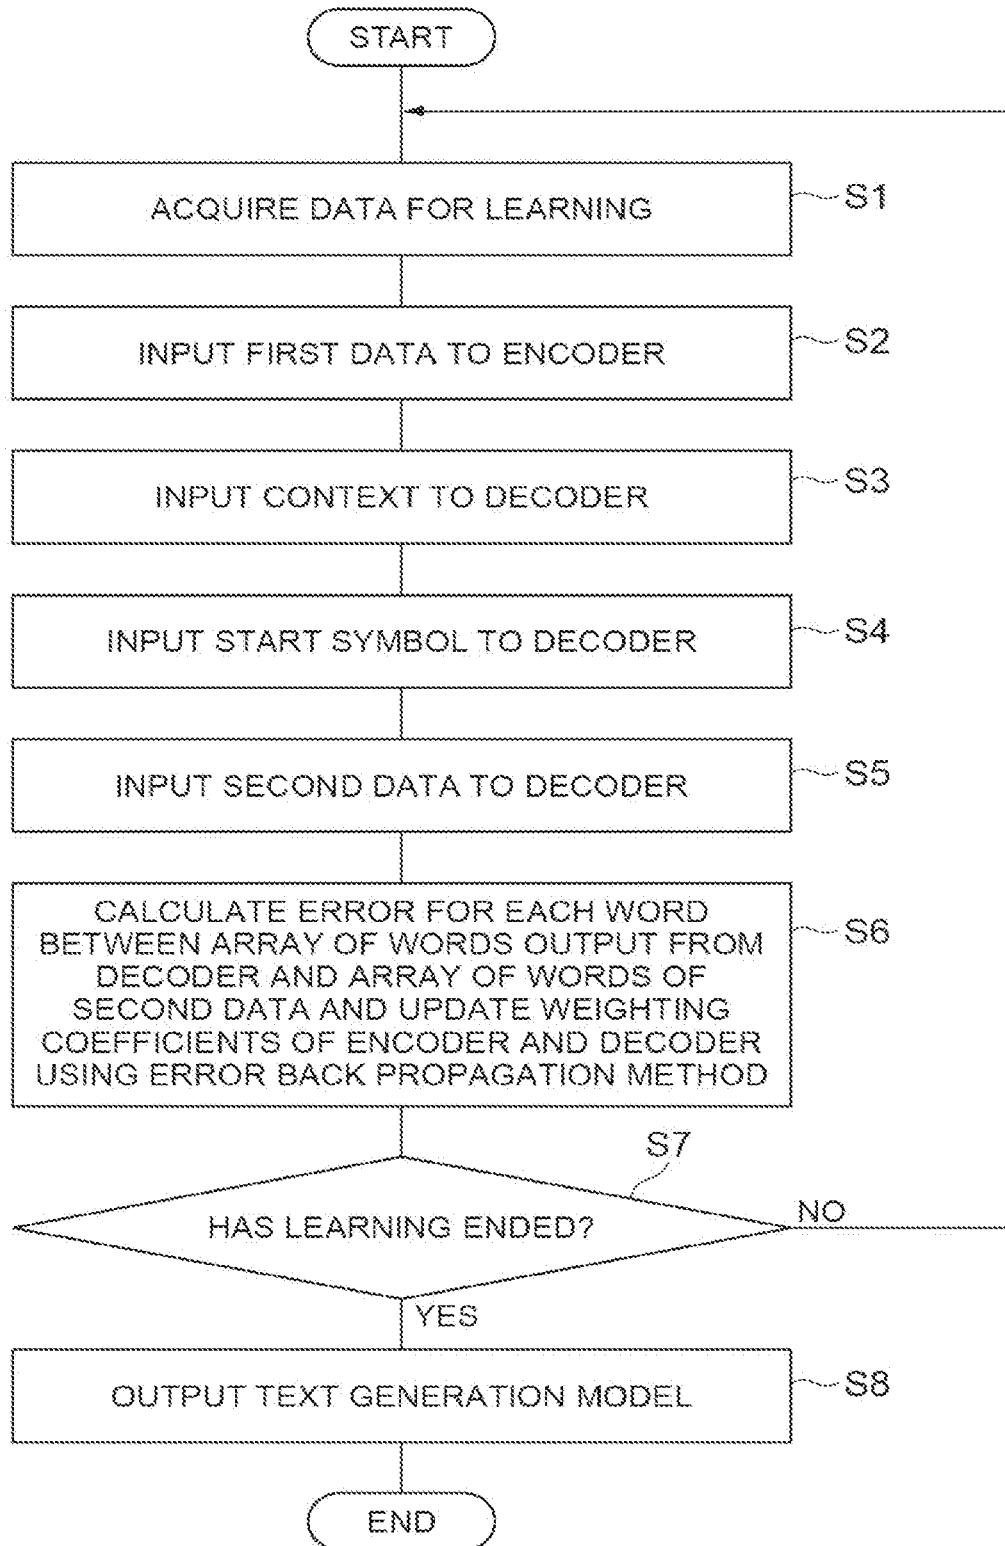 START
ACQUIRE DATA FOR LEARNING
S1
INPUT FIRST DATA TO ENCODER
S2
INPUT CONTEXT TO DECODER
S3
INPUT START SYMBOL TO DECODER
S4
INPUT SECOND DATA TO DECODER
S5
CALCULATE ERROR FOR EACH WORD
BETWEEN ARRAY OF WORDS OUTPUT FROM
DECODER AND ARRAY OF WORDS OF
SECOND DATA AND UPDATE WEIGHTING
COEFFICIENTS OF ENCODER AND DECODER
USING ERROR BACK PROPAGATION METHOD
S6
S7
HAS LEARNING ENDED?
NO
YES
OUTPUT TEXT GENERATION MODEL
S8
END